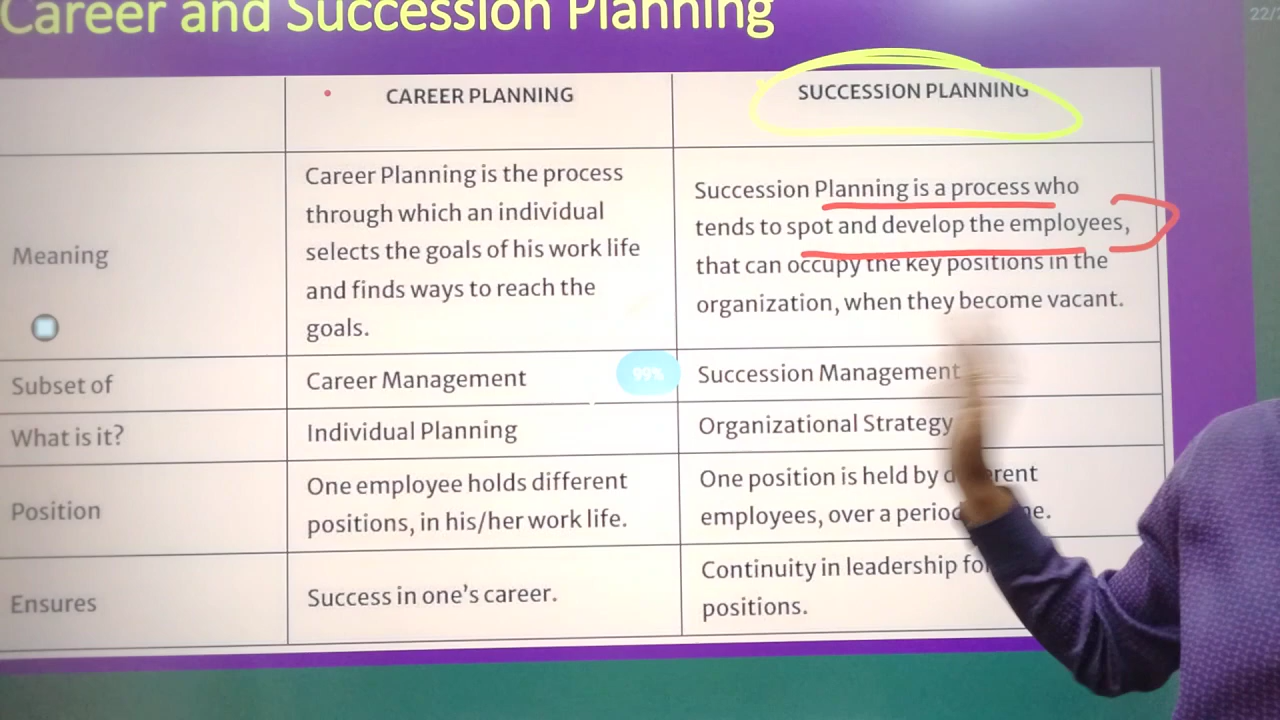 Career and Succession Planning
22/
CAREER PLANNING
SUCCESSION PLANNING
Meaning
Career Planning is the process
through which an individual
selects the goals of his work life
and finds ways to reach the
goals.
Succession Planning is a process who
tends to spot and develop the employees,
that can occupy the key positions in the
organization, when they become vacant.
Subset of
Career Management
99%
Succession Management
What is it?
Individual Planning
Organizational Strategy
Position
One employee holds different
positions, in his/her work life.
One position is held by
employees, over a
Ensures
Success in one's career.
Continuity in leadership
positions.